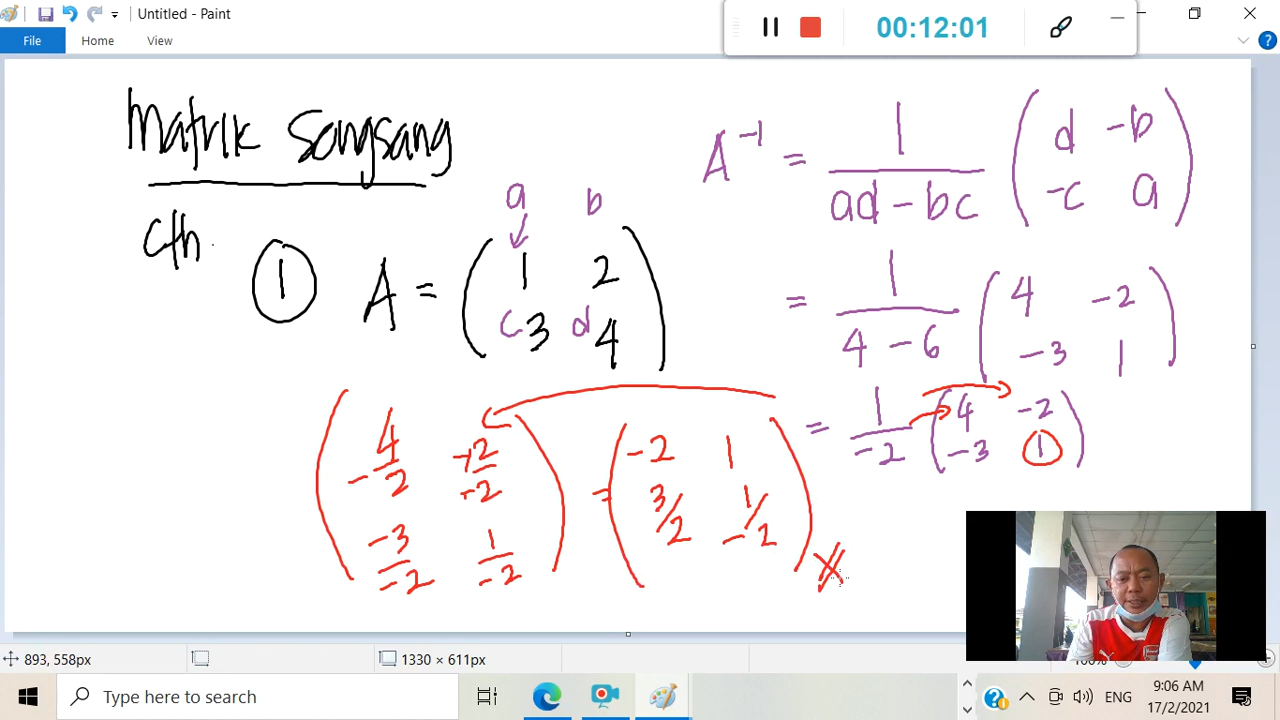 Untitled - Paint
00:12:01
File Home View
Matrik Songsang
Cth
1 A = ( a 1 b 2
c 3 d 4 )
A⁻¹ = 1/(ad - bc) ( d -b
-c a )
= 1/(4 - 6) ( 4 -2
-3 1 )
= 1/-2 ( 4 -2
-3 1 )
( 4/-2 -2/-2
-3/-2 1/-2 )
= ( -2 1
3/2 1/-2 )
893, 558px
1330 × 611px
100%
Type here to search
ENG
9:06 AM
17/2/2021